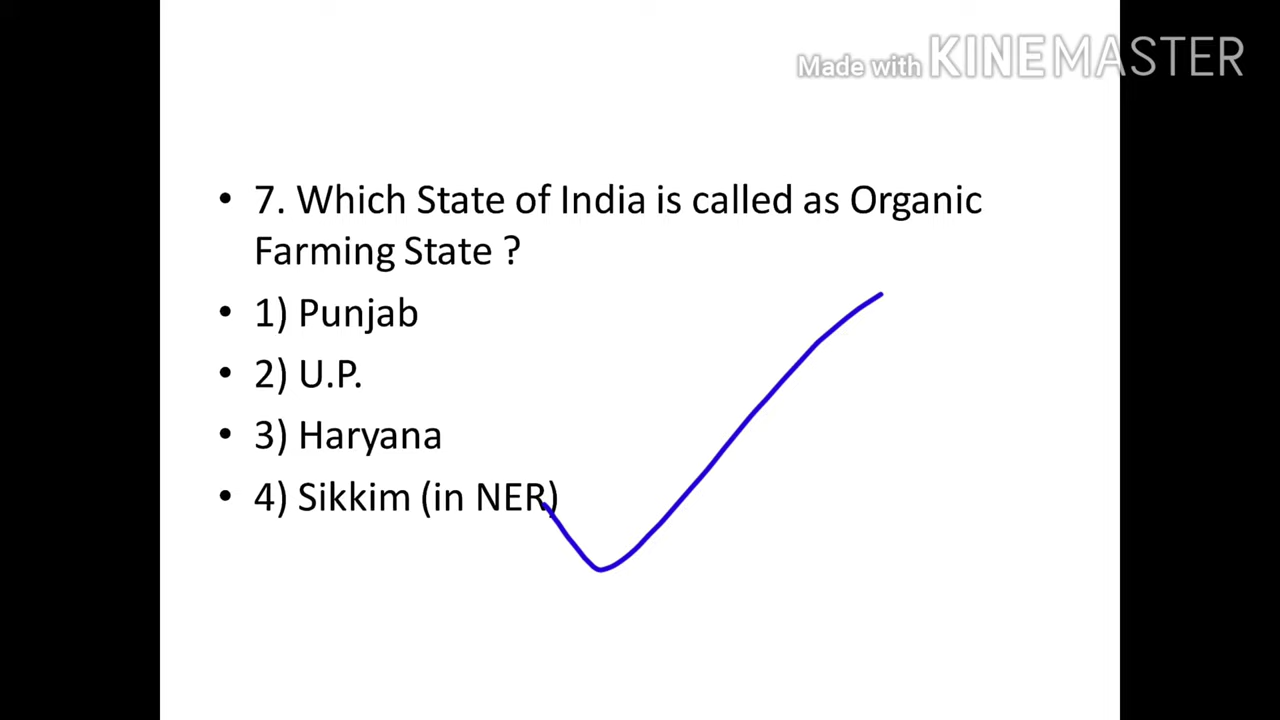 Made with KINEMASTER
• 7. Which State of India is called as Organic
Farming State ?
• 1) Punjab
• 2) U.P.
• 3) Haryana
• 4) Sikkim (in NER)